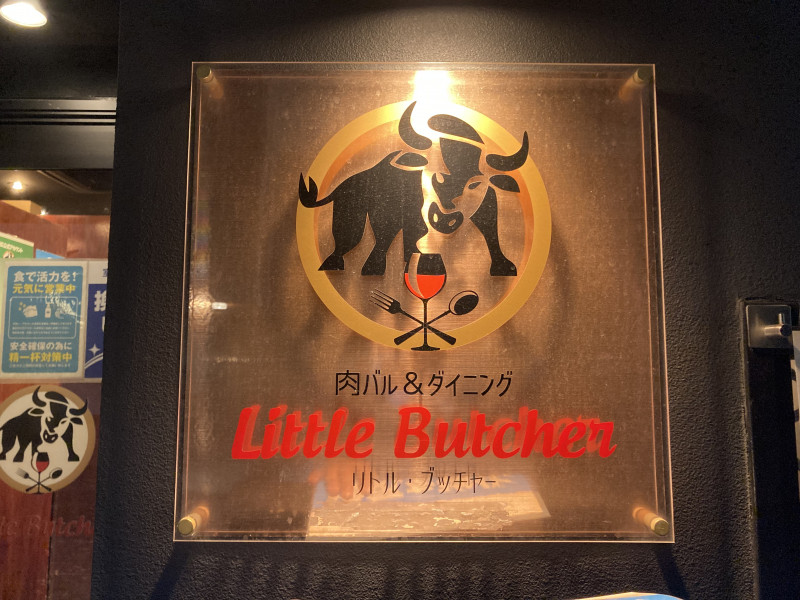 肉バル&ダイニング
Little Butcher
リトル・ブッチャー
食で活力を!
元気に営業中
安全確保の為に
精一杯対策中
Little Butch